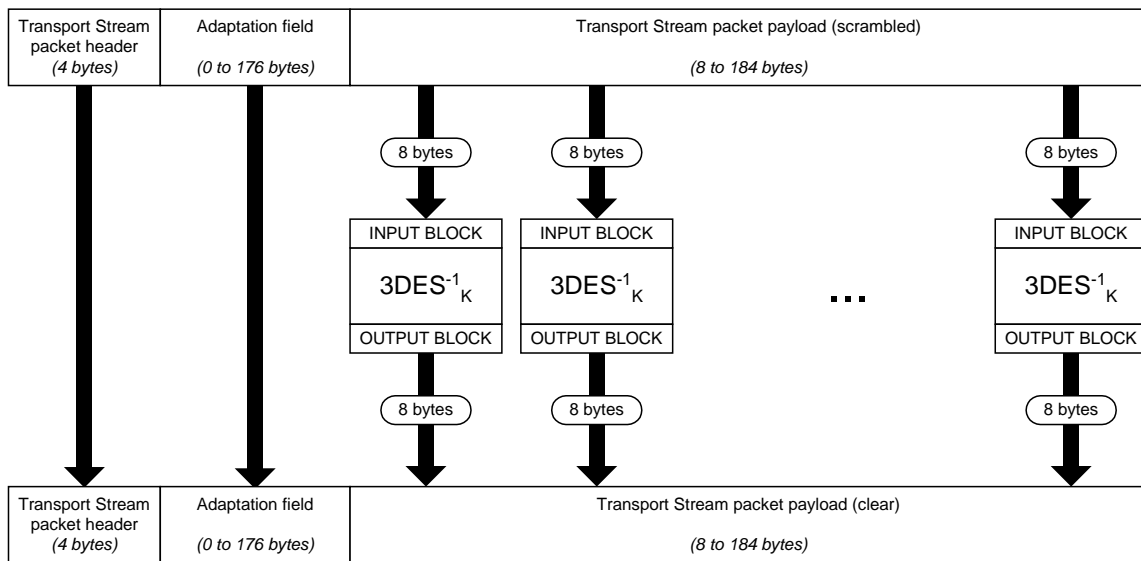 Transport Stream
packet header
(4 bytes)
Adaptation field
(0 to 176 bytes)
Transport Stream packet payload (scrambled)
(8 to 184 bytes)
8 bytes
8 bytes
8 bytes
INPUT BLOCK
3DES-1K
OUTPUT BLOCK
INPUT BLOCK
3DES-1K
OUTPUT BLOCK
...
INPUT BLOCK
3DES-1K
OUTPUT BLOCK
8 bytes
8 bytes
8 bytes
Transport Stream
packet header
(4 bytes)
Adaptation field
(0 to 176 bytes)
Transport Stream packet payload (clear)
(8 to 184 bytes)